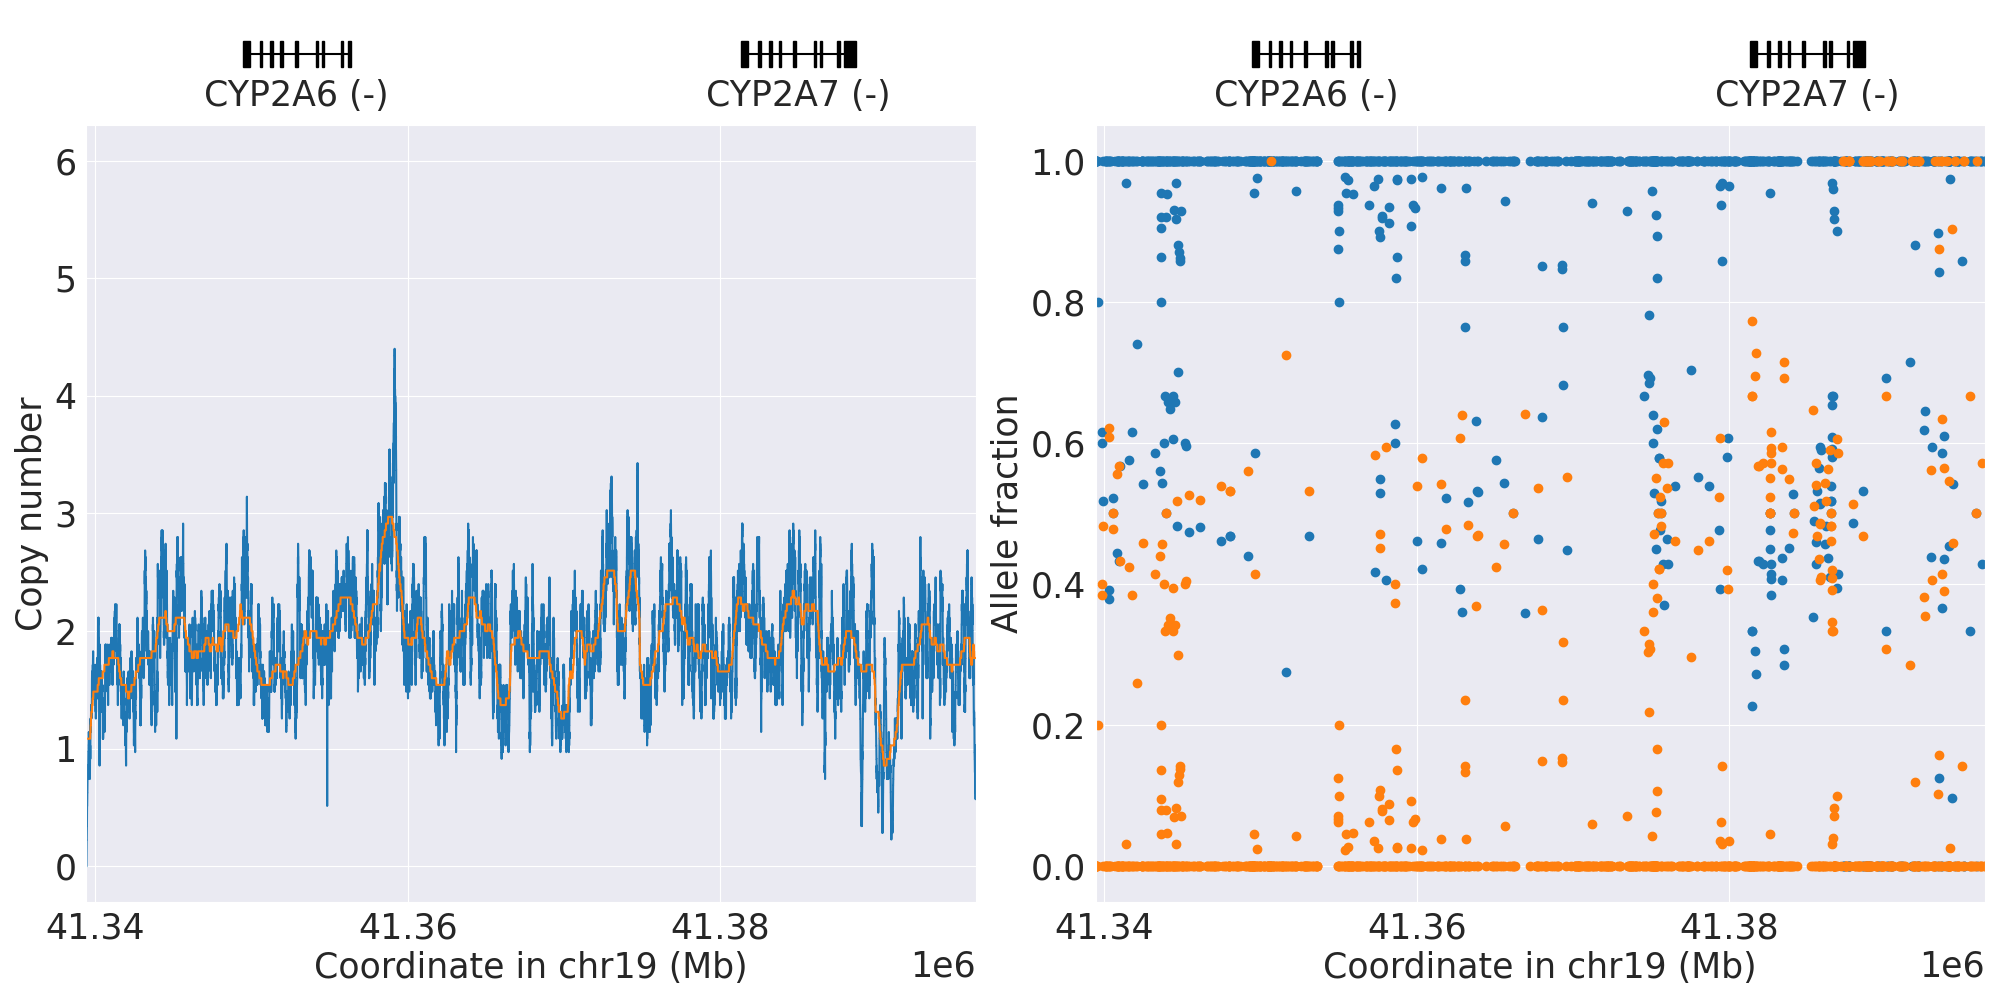 CYP2A6 (-)
CYP2A7 (-)
6
5
4
3
2
1
0
Copy number
41.34
41.36
41.38
Coordinate in chr19 (Mb)
1e6
CYP2A6 (-)
CYP2A7 (-)
1.0
0.8
0.6
0.4
0.2
0.0
Allele fraction
41.34
41.36
41.38
Coordinate in chr19 (Mb)
1e6